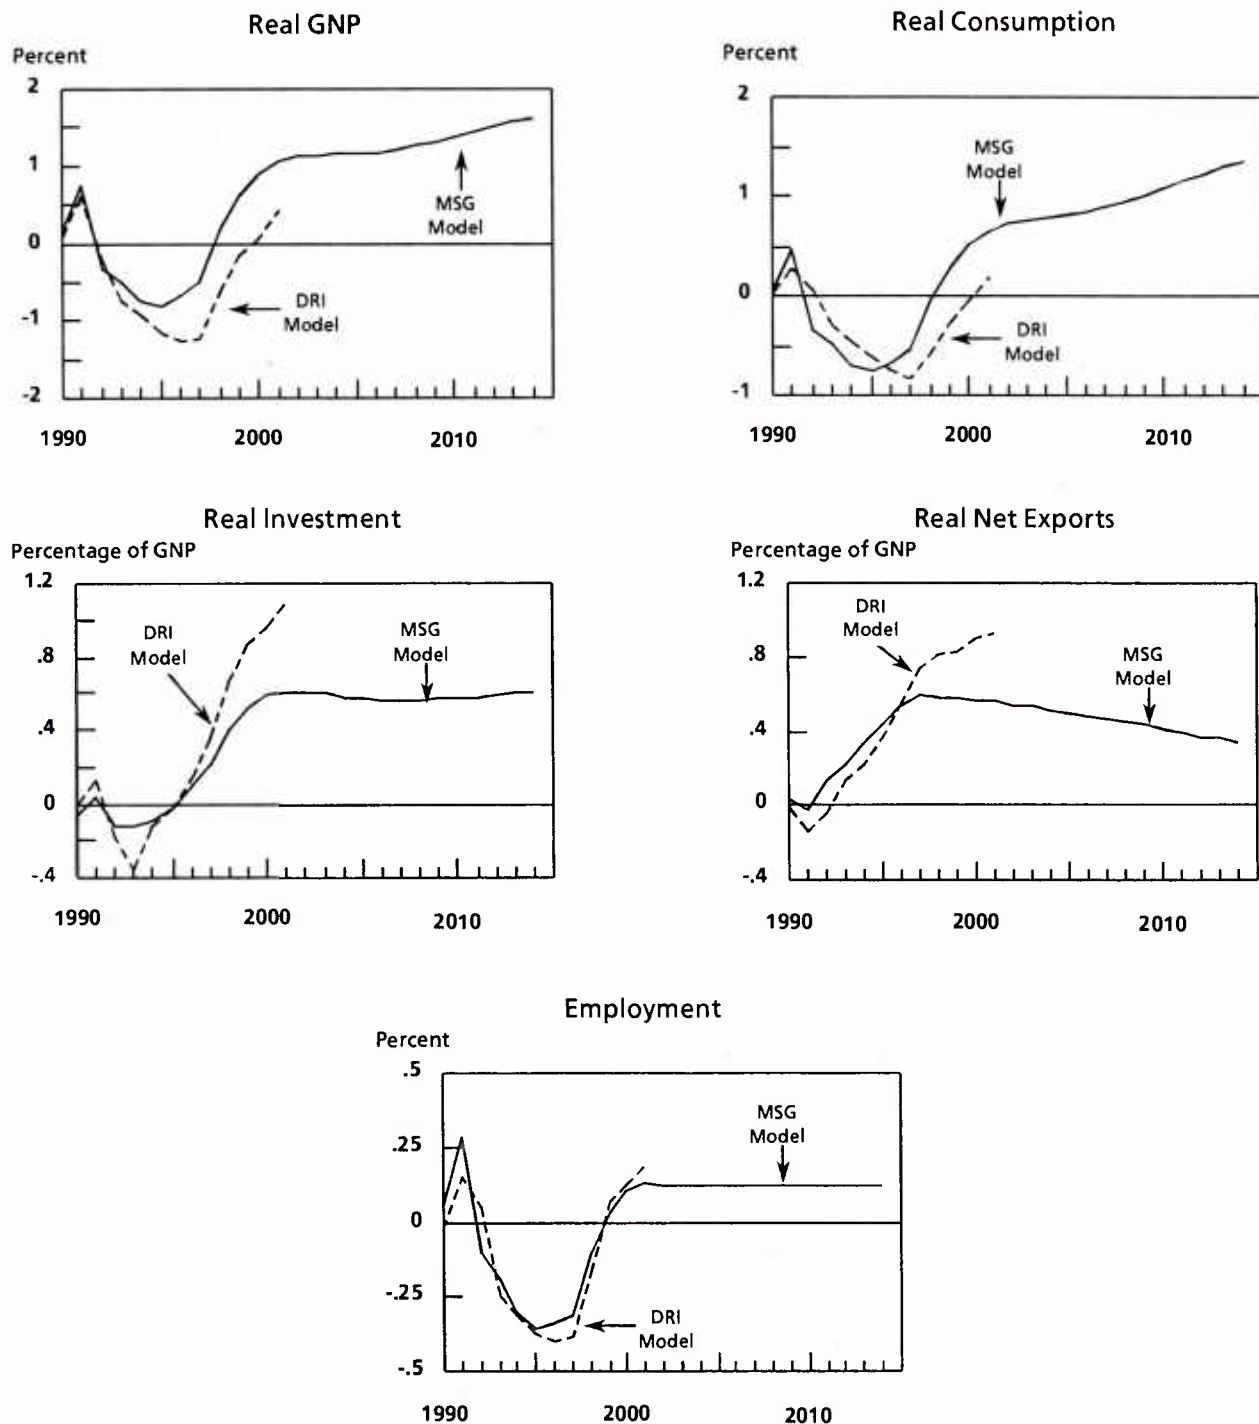 Real GNP
Percent
2
1
0
-1
-2
MSG
Model
DRI
Model
1990
2000
2010
Real Consumption
Percent
2
1
0
-1
MSG
Model
DRI
Model
1990
2000
2010
Real Investment
Percentage of GNP
1.2
.8
.4
0
-.4
DRI
Model
MSG
Model
1990
2000
2010
Real Net Exports
Percentage of GNP
1.2
.8
.4
0
-.4
DRI
Model
MSG
Model
1990
2000
2010
Employment
Percent
.5
.25
0
-.25
-.5
MSG
Model
DRI
Model
1990
2000
2010